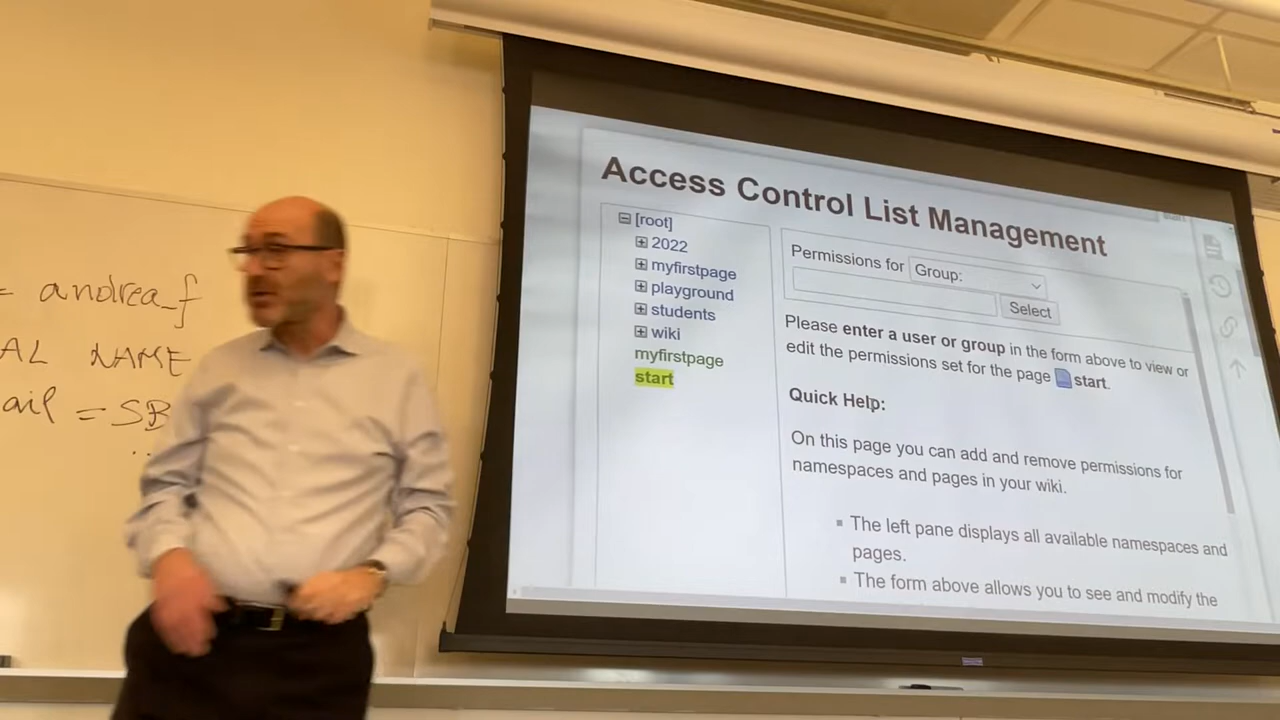 = andrea_f
AL NAME
ail = SB
..
Access Control List Management
[root]
2022
myfirstpage
playground
students
wiki
myfirstpage
start
Permissions for Group:
Select
Please enter a user or group in the form above to view or
edit the permissions set for the page start.
Quick Help:
On this page you can add and remove permissions for
namespaces and pages in your wiki.
The left pane displays all available namespaces and
pages.
The form above allows you to see and modify the